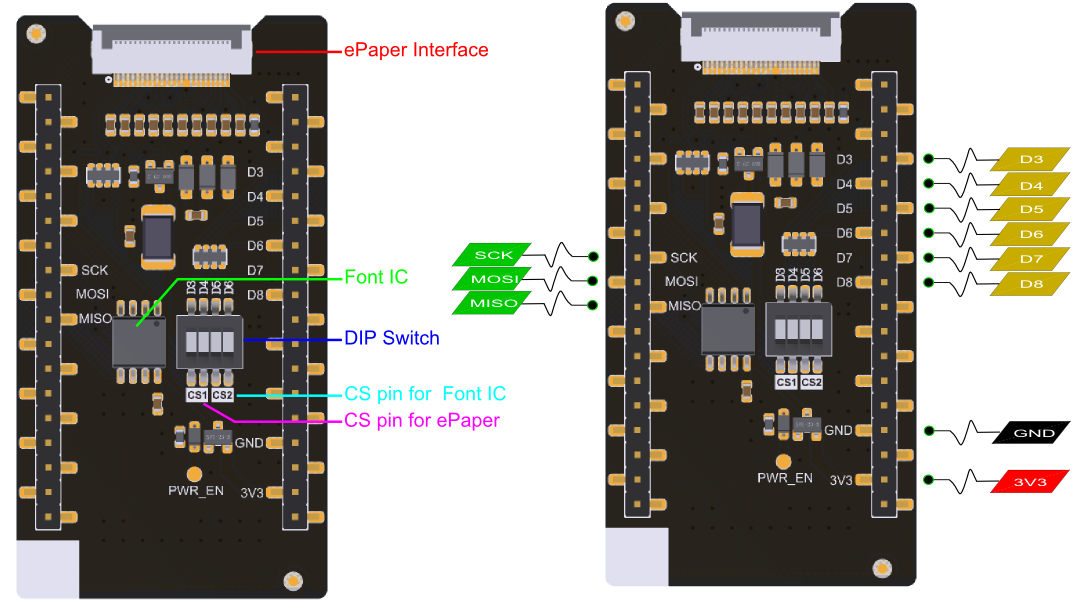 ePaper Interface
D3
D4
D5
D6
D7
D8
SCK
MOSI
MISO
D3 D4 D5 D6
Font IC
DIP Switch
CS1 CS2
CS pin for Font IC
CS pin for ePaper
GND
PWR_EN
3V3
D3
D4
D5
D6
D7
D8
SCK
MOSI
MISO
D3 D4 D5 D6
CS1 CS2
GND
PWR_EN
3V3
SCK
MOSI
MISO
D3
D4
D5
D6
D7
D8
GND
3V3